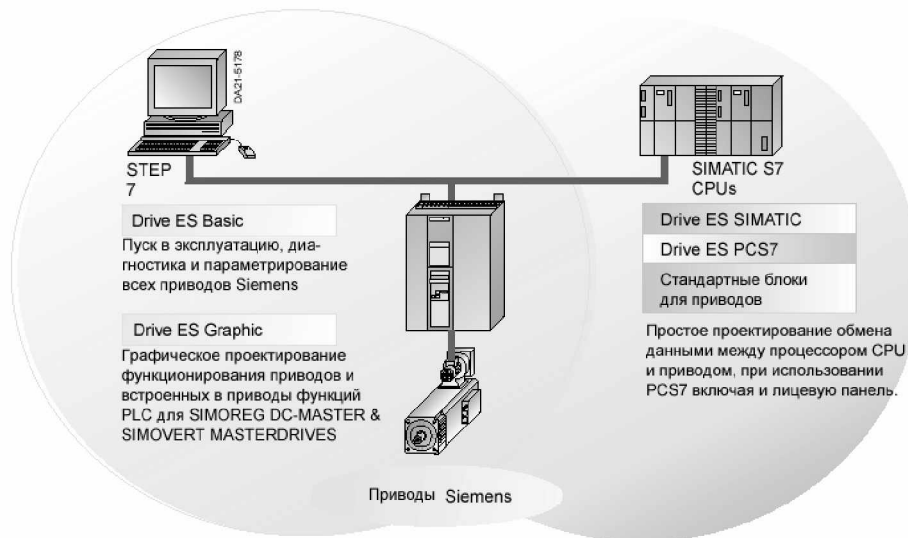 DA21-5178
STEP
7
Drive ES Basic
Пуск в эксплуатацию, диа-
гностика и параметрирование
всех приводов Siemens
Drive ES Graphic
Графическое проектирование
функционирования приводов и
встроенных в приводы функций
PLC для SIMOREG DC-MASTER &
SIMOVERT MASTERDRIVES
SIMATIC S7
CPUs
Drive ES SIMATIC
Drive ES PCS7
Стандартные блоки
для приводов
Простое проектирование обмена
данными между процессором CPU
и приводом, при использовании
PCS7 включая и лицевую панель.
Приводы Siemens